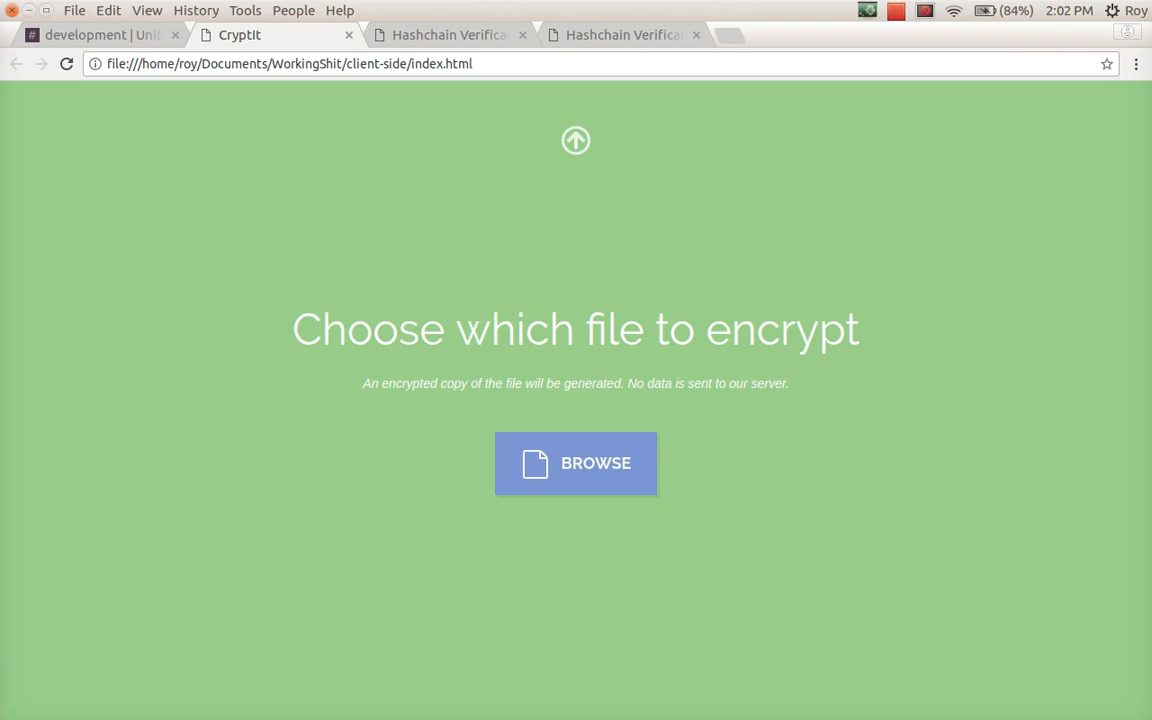 File Edit View History Tools People Help (84%) 2:02 PM Roy
# development | Unib CryptIt Hashchain Verifica Hashchain Verifica
file:///home/roy/Documents/WorkingShit/client-side/index.html
Choose which file to encrypt
An encrypted copy of the file will be generated. No data is sent to our server.
BROWSE